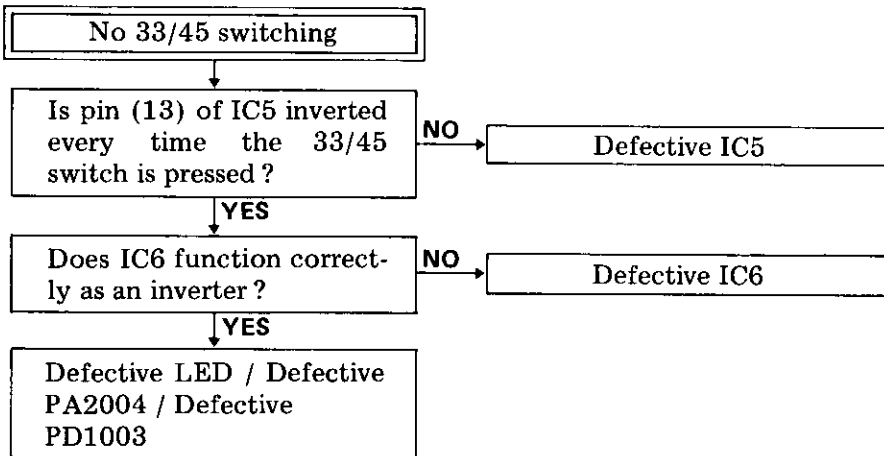 No 33/45 switching
Is pin (13) of IC5 inverted
every time the 33/45
switch is pressed ?
NO
Defective IC5
YES
Does IC6 function correct-
ly as an inverter ?
NO
Defective IC6
YES
Defective LED / Defective
PA2004 / Defective
PD1003